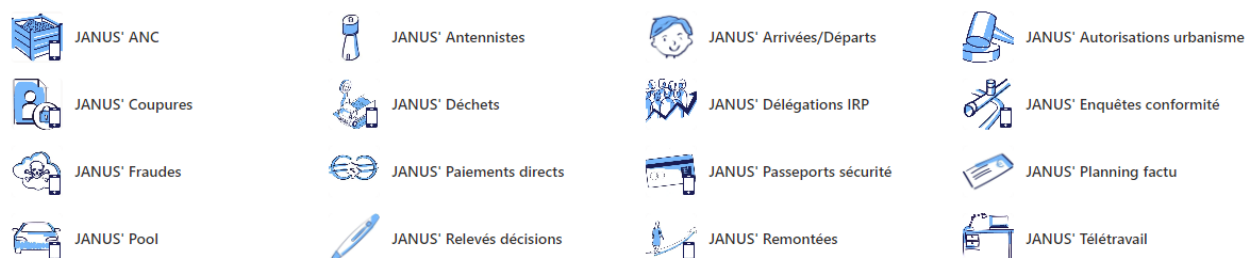 JANUS' ANC
JANUS' Antennistes
JANUS' Arrivées/Départs
JANUS' Autorisations urbanisme
JANUS' Coupures
JANUS' Déchets
JANUS' Délégations IRP
JANUS' Enquêtes conformité
JANUS' Fraudes
JANUS' Paiements directs
JANUS' Passeports sécurité
JANUS' Planning factu
JANUS' Pool
JANUS' Relevés décisions
JANUS' Remontées
JANUS' Télétravail